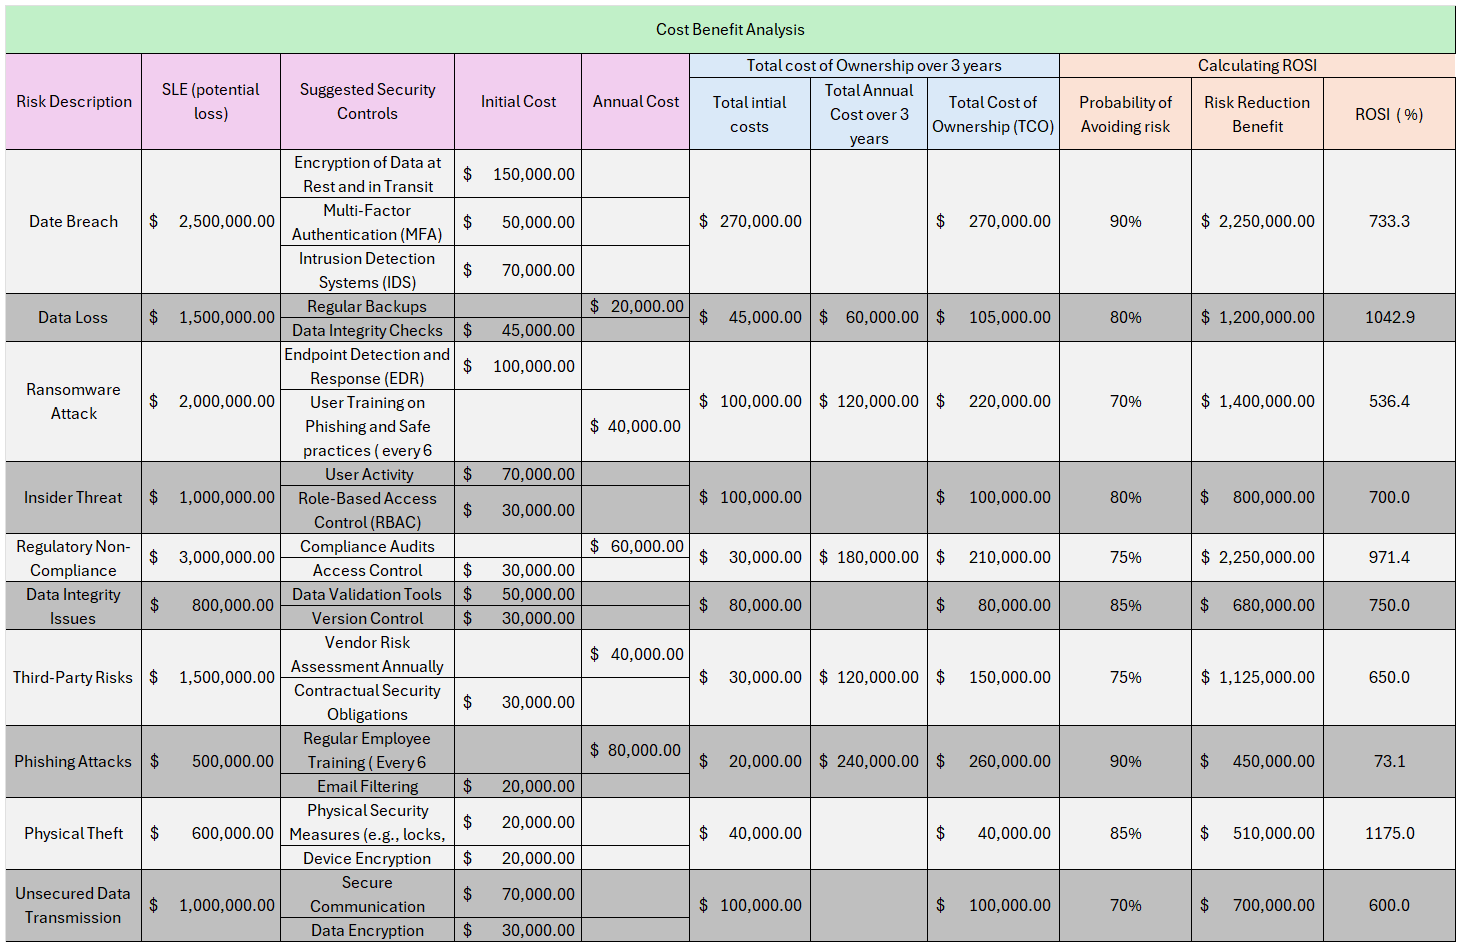 Cost Benefit Analysis
Risk Description
SLE (potential
loss)
Suggested Security
Controls
Initial Cost
Annual Cost
Total cost of Ownership over 3 years
Calculating ROSI
Total intial
costs
Total Annual
Cost over 3
years
Total Cost of
Ownership (TCO)
Probability of
Avoiding risk
Risk Reduction
Benefit
ROSI ( %)
Date Breach
$ 2,500,000.00
Encryption of Data at
Rest and in Transit
$ 150,000.00
Multi-Factor
Authentication (MFA)
$ 50,000.00
Intrusion Detection
Systems (IDS)
$ 70,000.00
$ 270,000.00
$ 270,000.00
90%
$ 2,250,000.00
733.3
Data Loss
$ 1,500,000.00
Regular Backups
$ 20,000.00
Data Integrity Checks
$ 45,000.00
$ 45,000.00
$ 60,000.00
$ 105,000.00
80%
$ 1,200,000.00
1042.9
Ransomware
Attack
$ 2,000,000.00
Endpoint Detection and
Response (EDR)
$ 100,000.00
User Training on
Phishing and Safe
practices ( every 6
$ 40,000.00
$ 100,000.00
$ 120,000.00
$ 220,000.00
70%
$ 1,400,000.00
536.4
Insider Threat
$ 1,000,000.00
User Activity
$ 70,000.00
Role-Based Access
Control (RBAC)
$ 30,000.00
$ 100,000.00
$ 100,000.00
80%
$ 800,000.00
700.0
Regulatory Non-
Compliance
$ 3,000,000.00
Compliance Audits
$ 60,000.00
Access Control
$ 30,000.00
$ 30,000.00
$ 180,000.00
$ 210,000.00
75%
$ 2,250,000.00
971.4
Data Integrity
Issues
$ 800,000.00
Data Validation Tools
$ 50,000.00
Version Control
$ 30,000.00
$ 80,000.00
$ 80,000.00
85%
$ 680,000.00
750.0
Third-Party Risks
$ 1,500,000.00
Vendor Risk
Assessment Annually
$ 40,000.00
Contractual Security
Obligations
$ 30,000.00
$ 30,000.00
$ 120,000.00
$ 150,000.00
75%
$ 1,125,000.00
650.0
Phishing Attacks
$ 500,000.00
Regular Employee
Training ( Every 6
$ 80,000.00
Email Filtering
$ 20,000.00
$ 20,000.00
$ 240,000.00
$ 260,000.00
90%
$ 450,000.00
73.1
Physical Theft
$ 600,000.00
Physical Security
Measures (e.g., locks,
$ 20,000.00
Device Encryption
$ 20,000.00
$ 40,000.00
$ 40,000.00
85%
$ 510,000.00
1175.0
Unsecured Data
Transmission
$ 1,000,000.00
Secure
Communication
$ 70,000.00
Data Encryption
$ 30,000.00
$ 100,000.00
$ 100,000.00
70%
$ 700,000.00
600.0